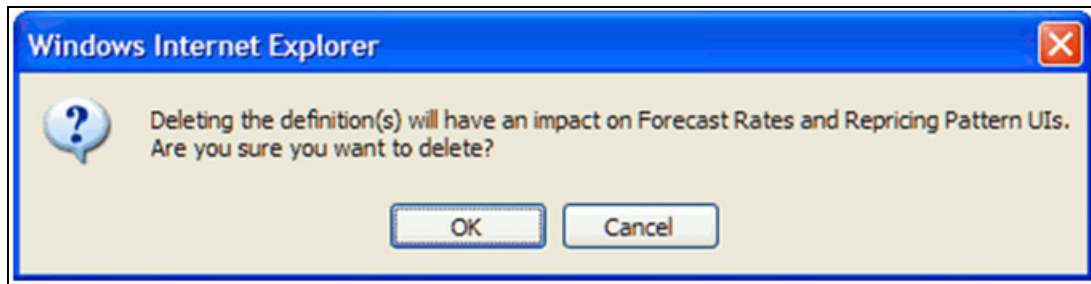 Windows Internet Explorer
Deleting the definition(s) will have an impact on Forecast Rates and Repricing Pattern UIs.
Are you sure you want to delete?
OK Cancel